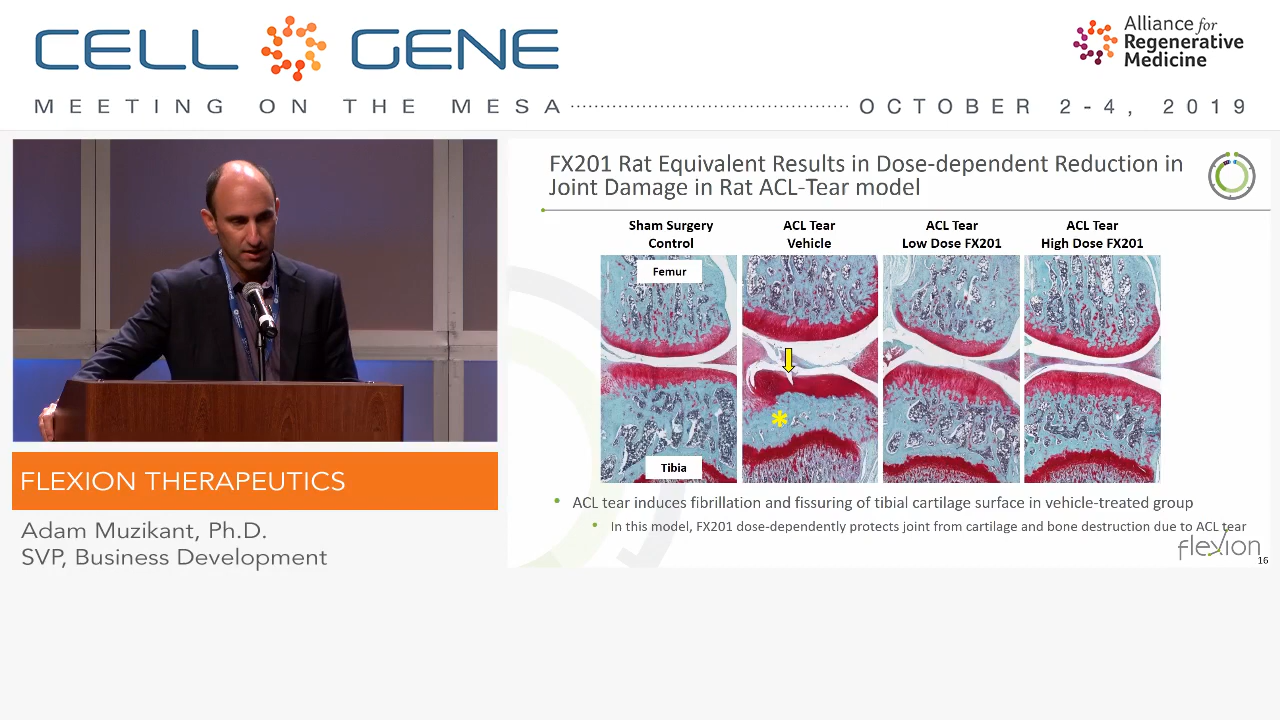 CELL GENE
Alliance for
Regenerative
Medicine
MEETING ON THE MESA
OCTOBER 2-4, 2019
FX201 Rat Equivalent Results in Dose-dependent Reduction in
Joint Damage in Rat ACL-Tear model
Sham Surgery
Control
ACL Tear
Vehicle
ACL Tear
Low Dose FX201
ACL Tear
High Dose FX201
Femur
*
Tibia
• ACL tear induces fibrillation and fissuring of tibial cartilage surface in vehicle-treated group
• In this model, FX201 dose-dependently protects joint from cartilage and bone destruction due to ACL tear
flexion
16
FLEXION THERAPEUTICS
Adam Muzikant, Ph.D.
SVP, Business Development